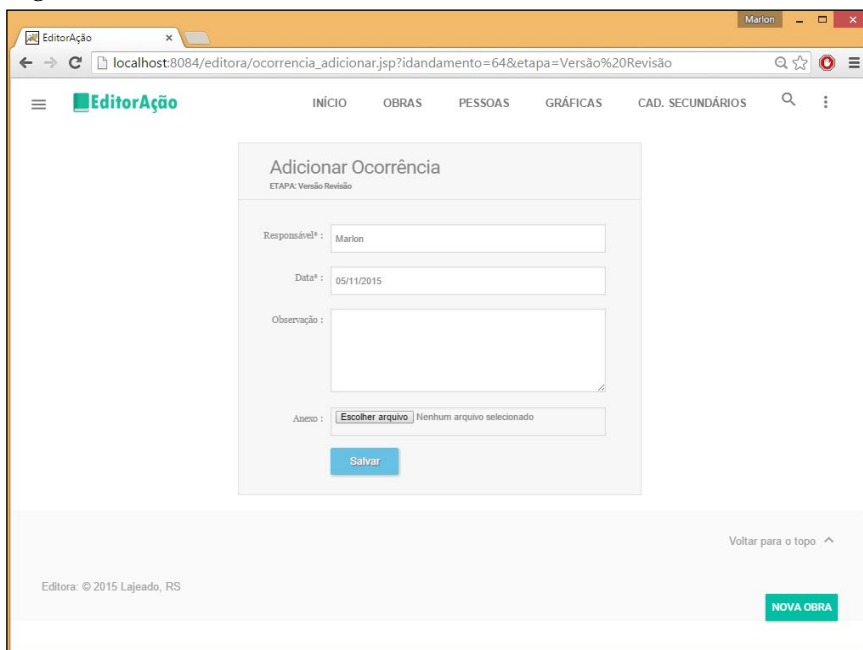 Marlon
EditorAção
localhost:8084/editora/ocorrencia_adicionar.jsp?idandamento=64&etapa=Versão%20Revisão
EditorAção INÍCIO OBRAS PESSOAS GRÁFICAS CAD. SECUNDÁRIOS
Adicionar Ocorrência
ETAPA: Versão Revisão
Responsável* : Marlon
Data* : 05/11/2015
Observação :
Anexo : Escolher arquivo Nenhum arquivo selecionado
Salvar
Voltar para o topo
Editora: © 2015 Lajeado, RS
NOVA OBRA